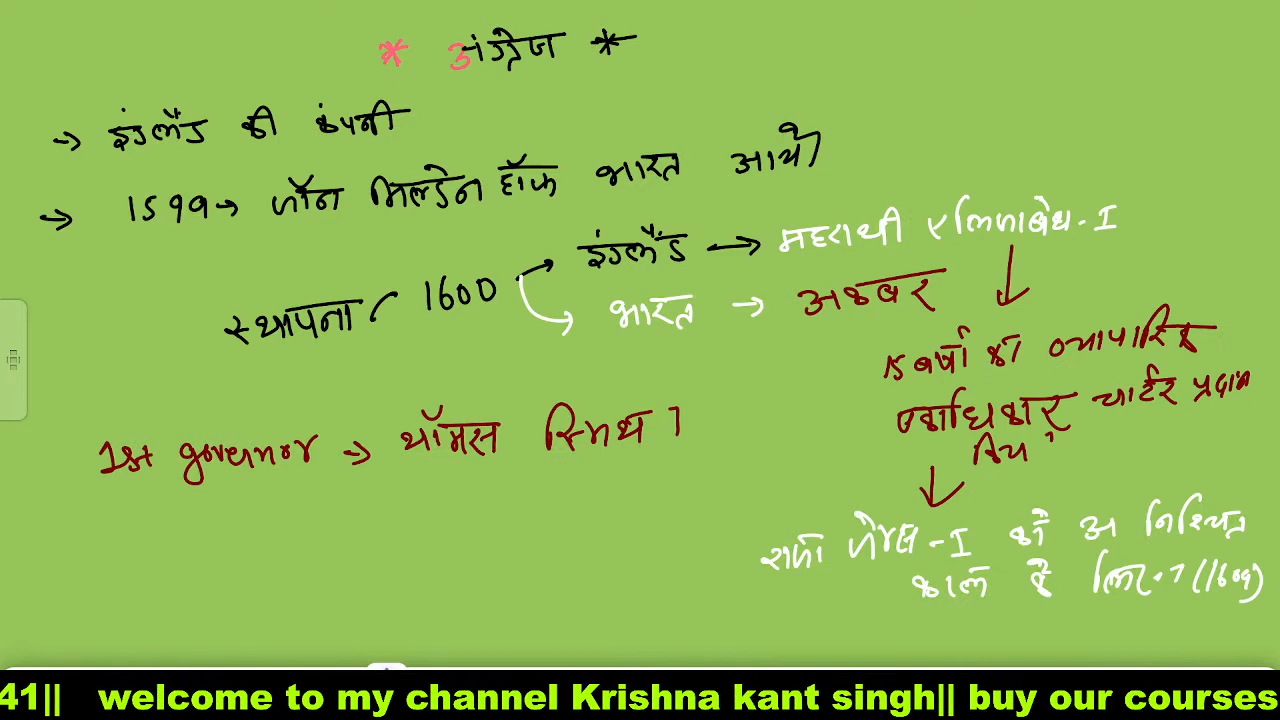 * अंग्रेज *
→ इंग्लैंड की कंपनी
→ 1599 → जॉन मिल्डेन हॉक भारत आये
स्थापना 1600 → इंग्लैंड → महारानी एलिजाबेथ - I
→ भारत → अकबर
15 वर्षो का व्यापारिक
एकाधिकार चार्टर प्रदान
किय
1st governor → थॉमस स्मिथ ।
राजा जेम्स - I को अ निश्चित
काल के लिए (1609)
41|| welcome to my channel Krishna kant singh|| buy our courses